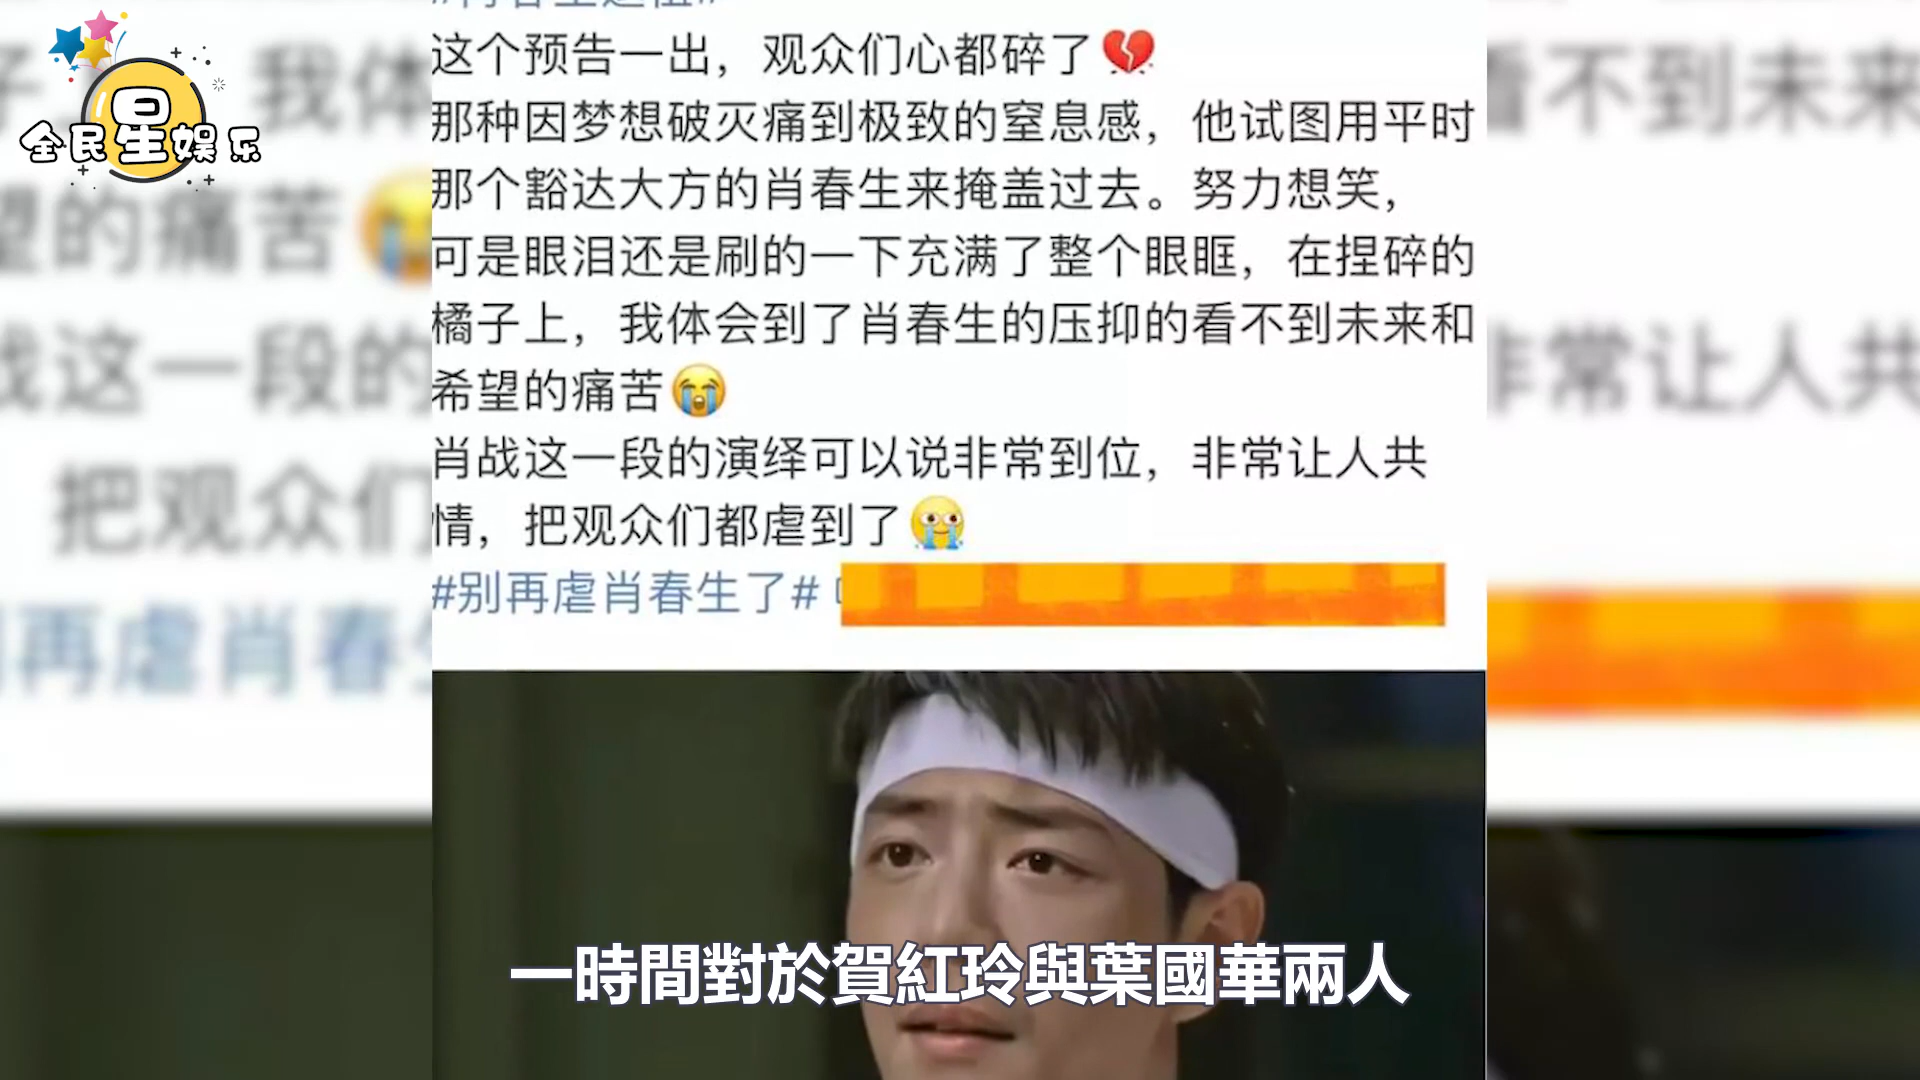 全民星娱乐
这个预告一出，观众们心都碎了💔
那种因梦想破灭痛到极致的窒息感，他试图用平时
那个豁达大方的肖春生来掩盖过去。努力想笑，
可是眼泪还是刷的一下充满了整个眼眶，在捏碎的
橘子上，我体会到了肖春生的压抑的看不到未来和
希望的痛苦😭
肖战这一段的演绎可以说非常到位，非常让人共
情，把观众们都虐到了
#别再虐肖春生了#
一時間對於賀紅玲與葉國華兩人